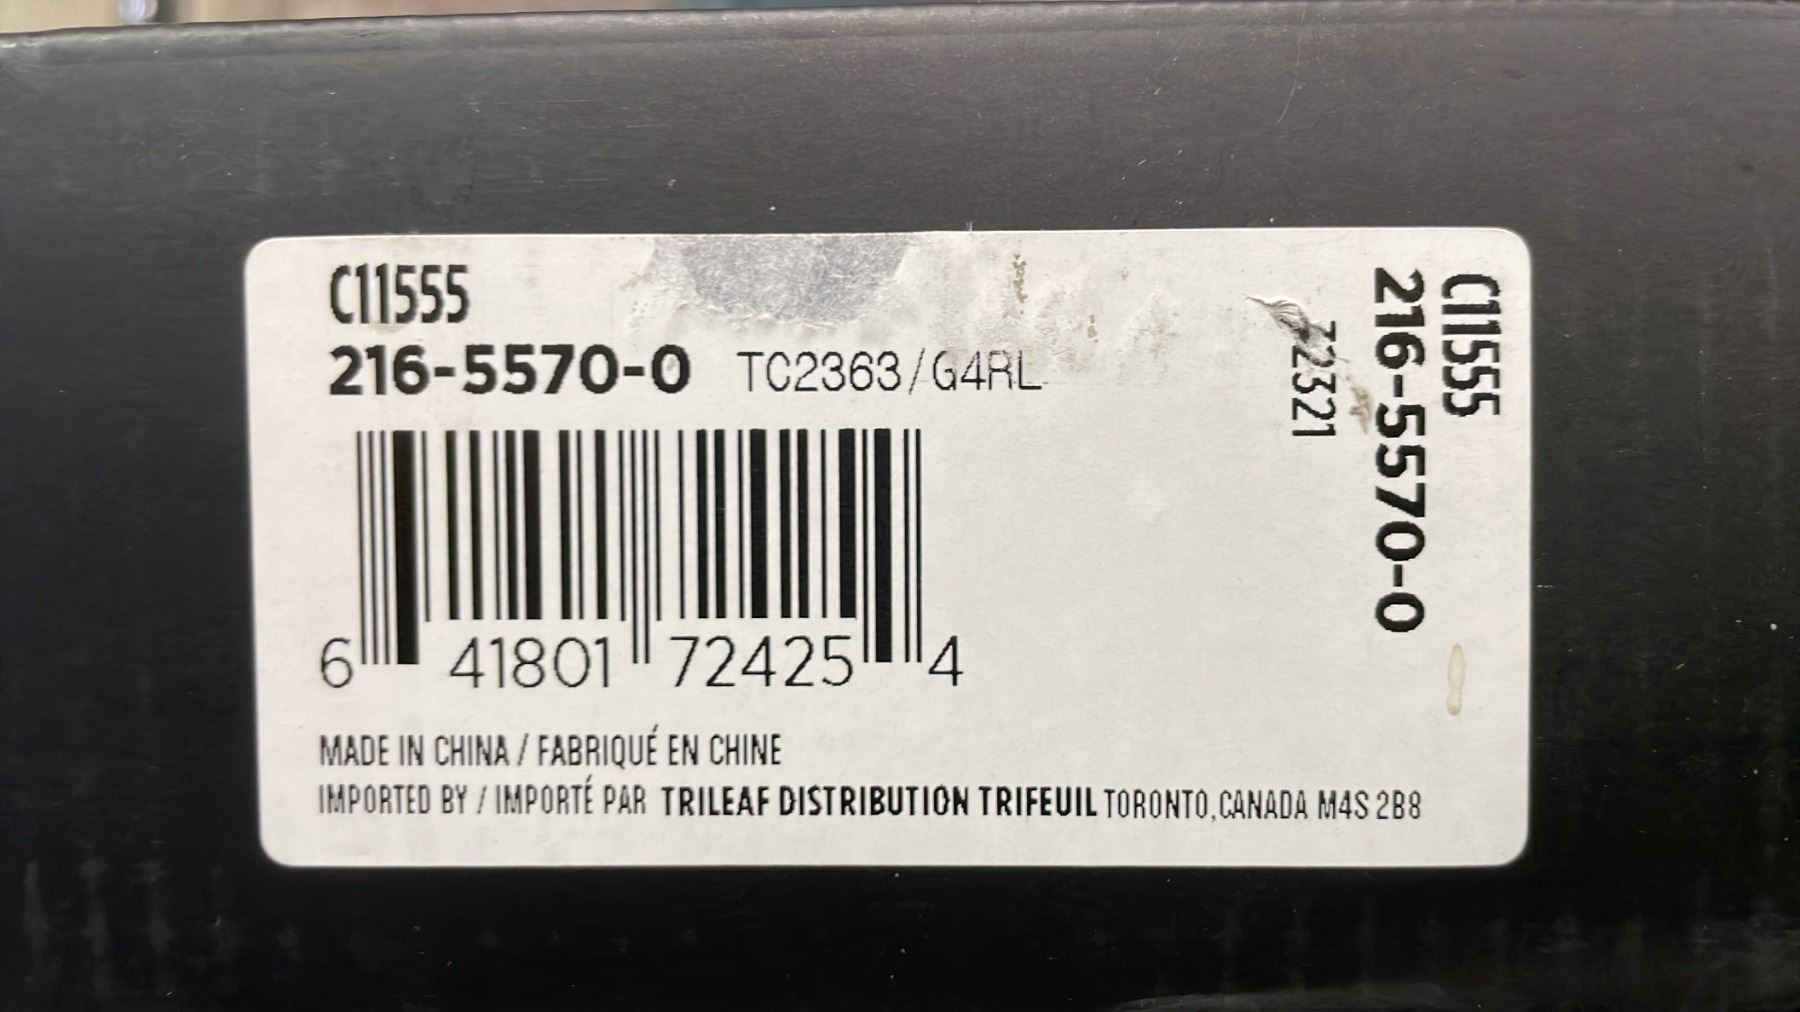 C11555
216-5570-0 TC2363/G4RL
6 41801 72425 4
MADE IN CHINA / FABRIQUÉ EN CHINE
IMPORTED BY / IMPORTÉ PAR TRILEAF DISTRIBUTION TRIFEUIL TORONTO, CANADA M4S 2B8
C11555
216-5570-0
72321